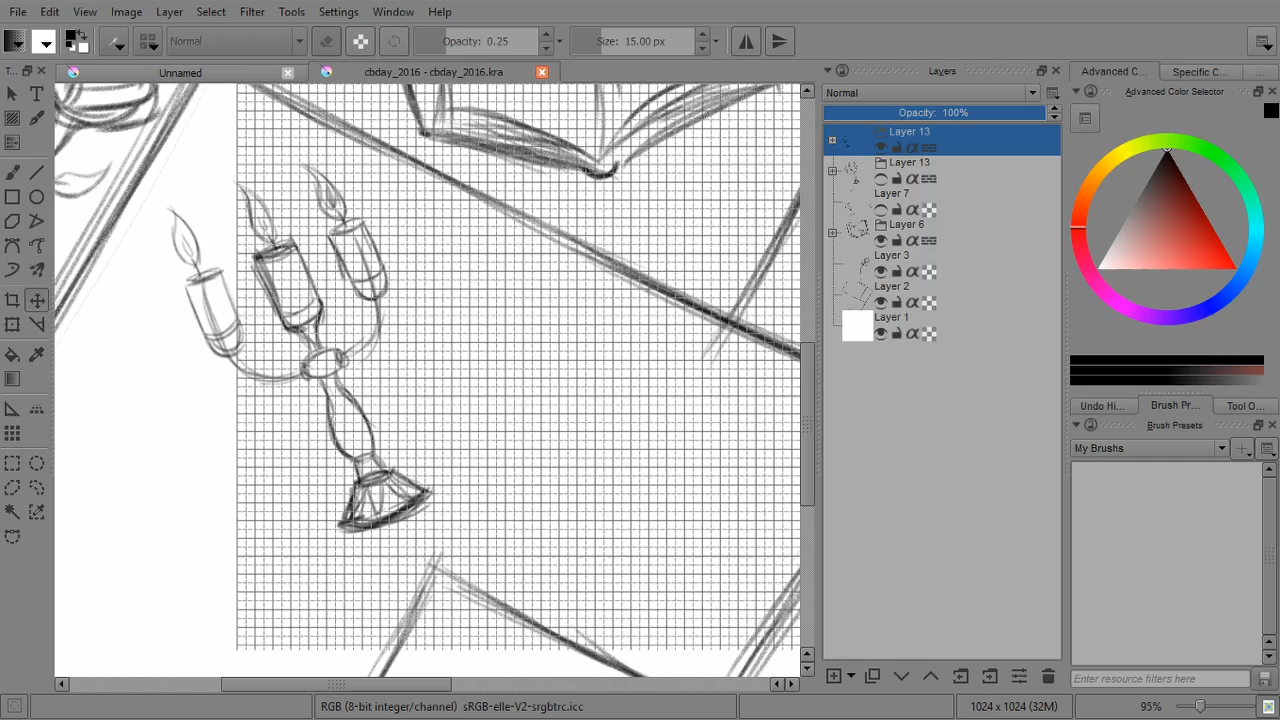 File Edit View Image Layer Select Filter Tools Settings Window Help
Normal Opacity: 0.25 Size: 15.00 px
T... Unnamed cbday_2016 - cbday_2016.kra Layers Advanced C... Specific C... ...
Normal
Advanced Color Selector
Opacity: 100%
Layer 13
Layer 13
Layer 7
Layer 6
Layer 3
Layer 2
Layer 1
Undo Hi... Brush Pr... Tool O...
Brush Presets
My Brushes
Enter resource filters here
RGB (8-bit integer/channel) sRGB-elle-V2-srgbtrc.icc 1024 x 1024 (32M) 95%